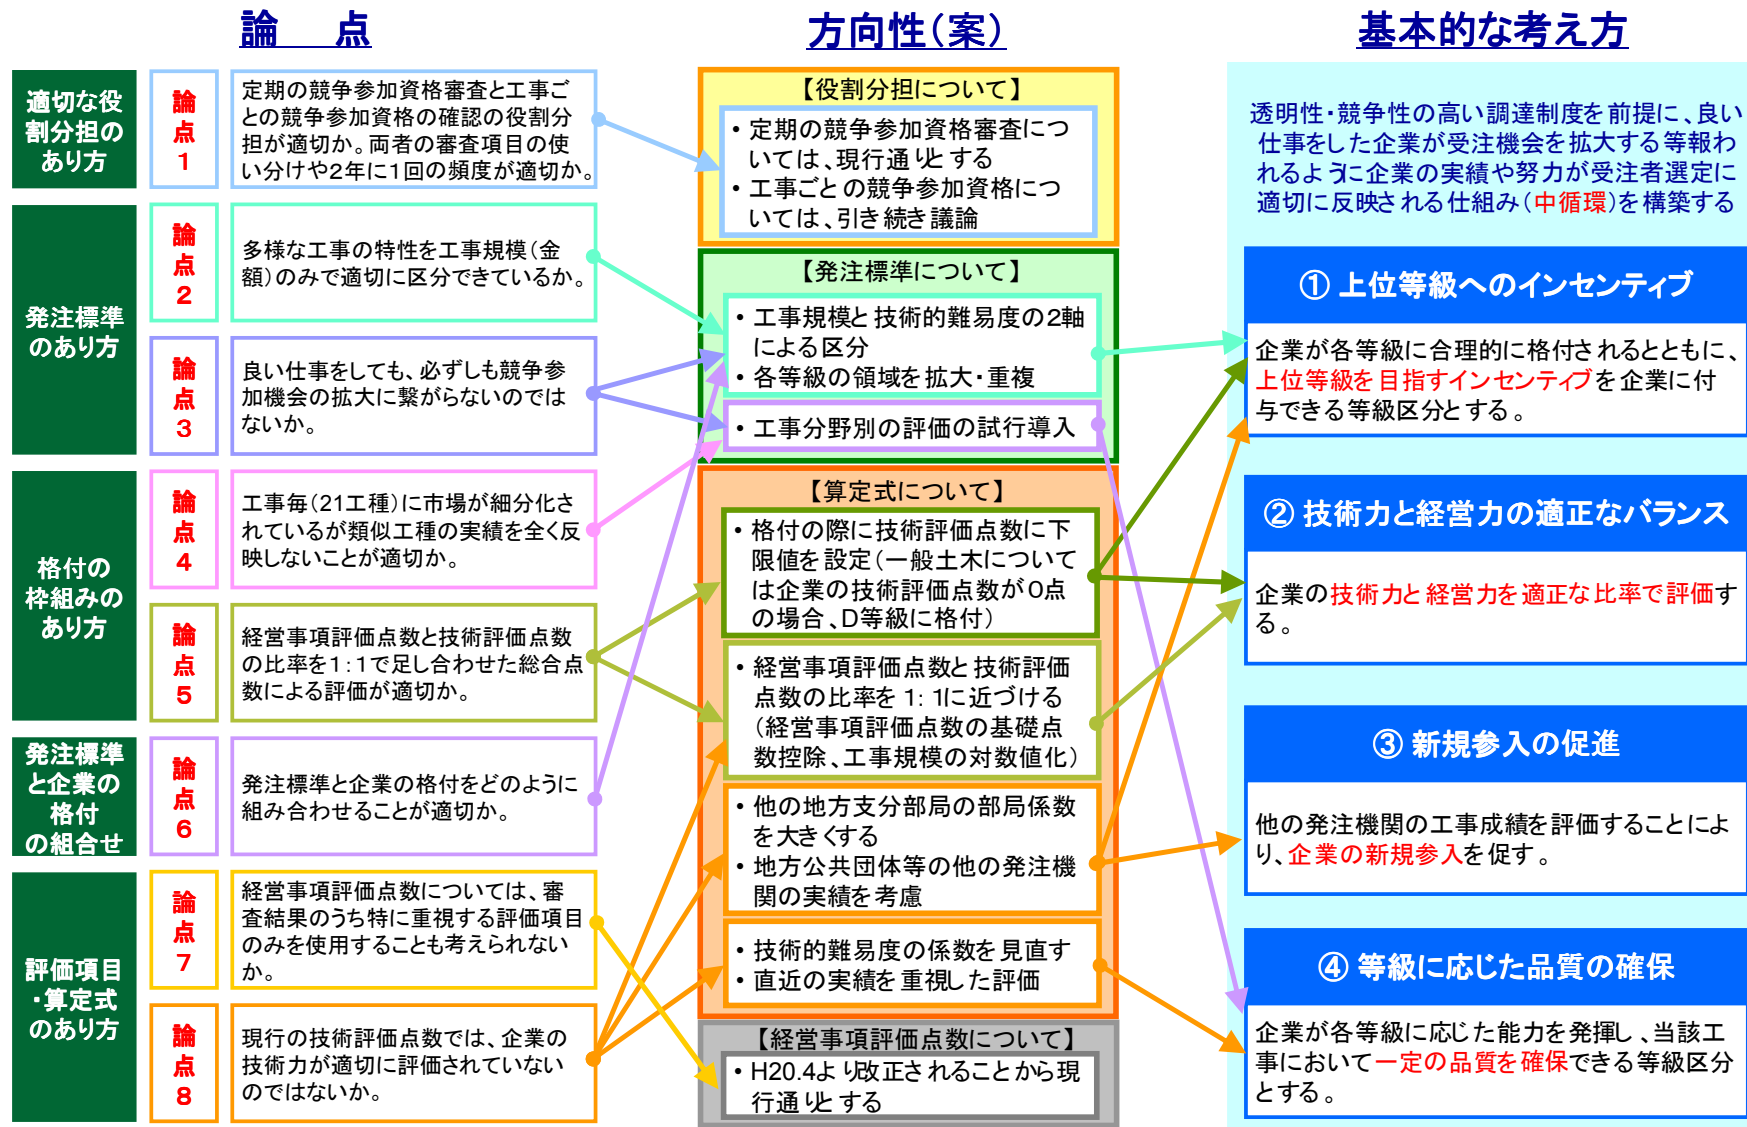 論　点
方向性(案)
基本的な考え方
適切な役
割分担の
あり方
論
点
1
定期の競争参加資格審査と工事ご
との競争参加資格の確認の役割分
担が適切か。両者の審査項目の使
い分けや2年に1回の頻度が適切か。
発注標準
のあり方
論
点
2
多様な工事の特性を工事規模(金
額)のみで適切に区分できているか。
論
点
3
良い仕事をしても、必ずしも競争参
加機会の拡大に繋がらないのでは
ないか。
格付の
枠組みの
あり方
論
点
4
工事毎(21工種)に市場が細分化さ
れているが類似工種の実績を全く反
映しないことが適切か。
論
点
5
経営事項評価点数と技術評価点数
の比率を1:1で足し合わせた総合点
数による評価が適切か。
発注標準
と企業の
格付
の組合せ
論
点
6
発注標準と企業の格付をどのように
組み合わせることが適切か。
評価項目
・算定式
のあり方
論
点
7
経営事項評価点数については、審
査結果のうち特に重視する評価項目
のみを使用することも考えられない
か。
論
点
8
現行の技術評価点数では、企業の
技術力が適切に評価されていない
のではないか。
【役割分担について】
・定期の競争参加資格審査につ
いては、現行通りとする
・工事ごとの競争参加資格につ
いては、引き続き議論
【発注標準について】
・工事規模と技術的難易度の2軸
による区分
・各等級の領域を拡大・重複
・工事分野別の評価の試行導入
【算定式について】
・格付の際に技術評価点数に下
限値を設定(一般土木について
は企業の技術評価点数が0点
の場合、D等級に格付)
・経営事項評価点数と技術評価
点数の比率を1:1に近づける
(経営事項評価点数の基礎点
数控除、工事規模の対数値化)
・他の地方支分部局の部局係数
を大きくする
・地方公共団体等の他の発注機
関の実績を考慮
・技術的難易度の係数を見直す
・直近の実績を重視した評価
【経営事項評価点数について】
・H20.4より改正されることから現
行通りとする
透明性・競争性の高い調達制度を前提に、良い
仕事をした企業が受注機会を拡大する等報わ
れるように企業の実績や努力が受注者選定に
適切に反映される仕組み(中循環)を構築する
① 上位等級へのインセンティブ
企業が各等級に合理的に格付されるとともに、
上位等級を目指すインセンティブを企業に付
与できる等級区分とする。
② 技術力と経営力の適正なバランス
企業の技術力と経営力を適正な比率で評価す
る。
③ 新規参入の促進
他の発注機関の工事成績を評価することによ
り、企業の新規参入を促す。
④ 等級に応じた品質の確保
企業が各等級に応じた能力を発揮し、当該工
事において一定の品質を確保できる等級区分
とする。